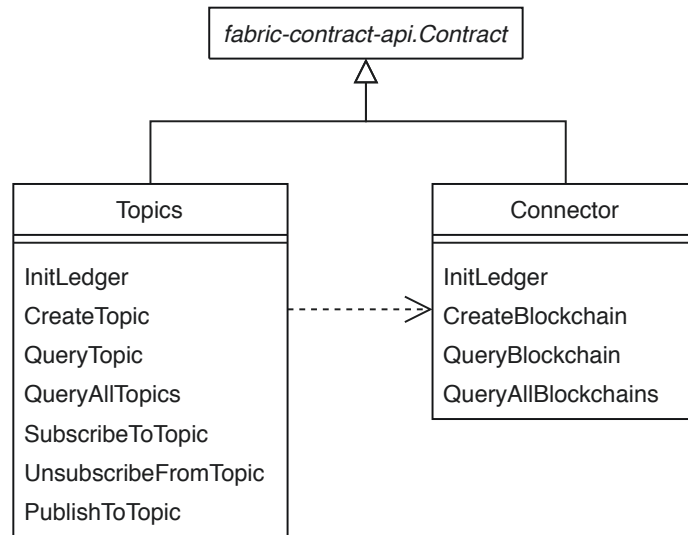 fabric-contract-api.Contract
Topics
InitLedger
CreateTopic
QueryTopic
QueryAllTopics
SubscribeToTopic
UnsubscribeFromTopic
PublishToTopic
Connector
InitLedger
CreateBlockchain
QueryBlockchain
QueryAllBlockchains